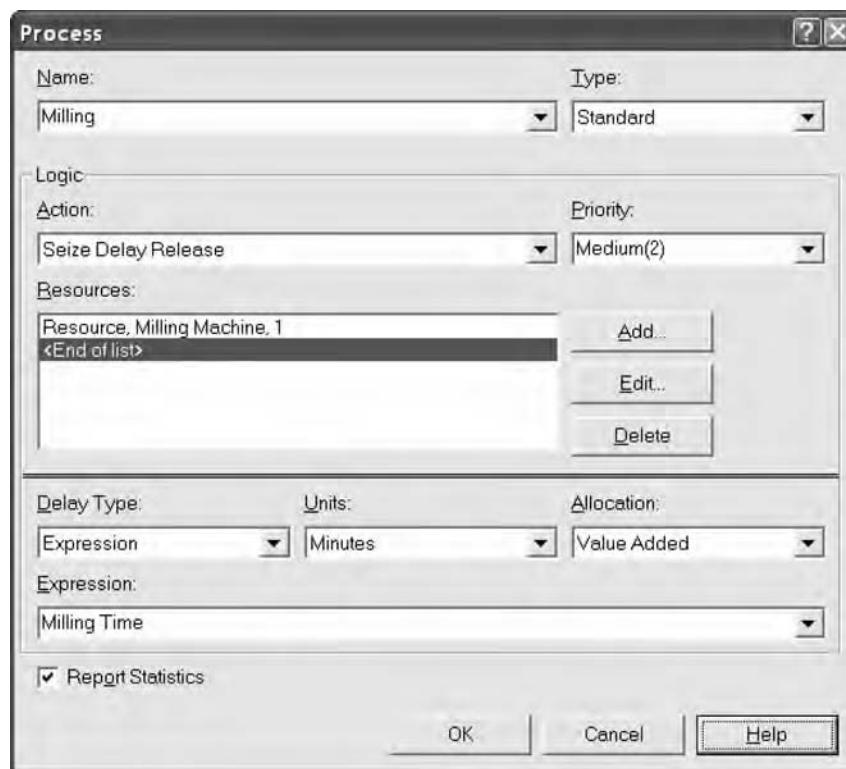 Process
Name:
Type:
Milling
Standard
Logic
Action:
Priority:
Seize Delay Release
Medium(2)
Resources:
Resource, Milling Machine, 1
<End of list>
Add...
Edit...
Delete
Delay Type:
Units:
Allocation:
Expression
Minutes
Value Added
Expression:
Milling Time
Report Statistics
OK
Cancel
Help